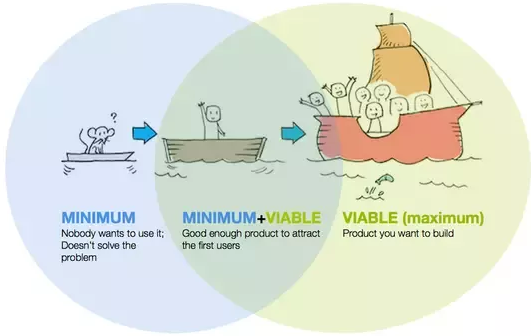 ?
MINIMUM
Nobody wants to use it;
Doesn't solve the
problem
MINIMUM+VIABLE
Good enough product to attract
the first users
VIABLE (maximum)
Product you want to build